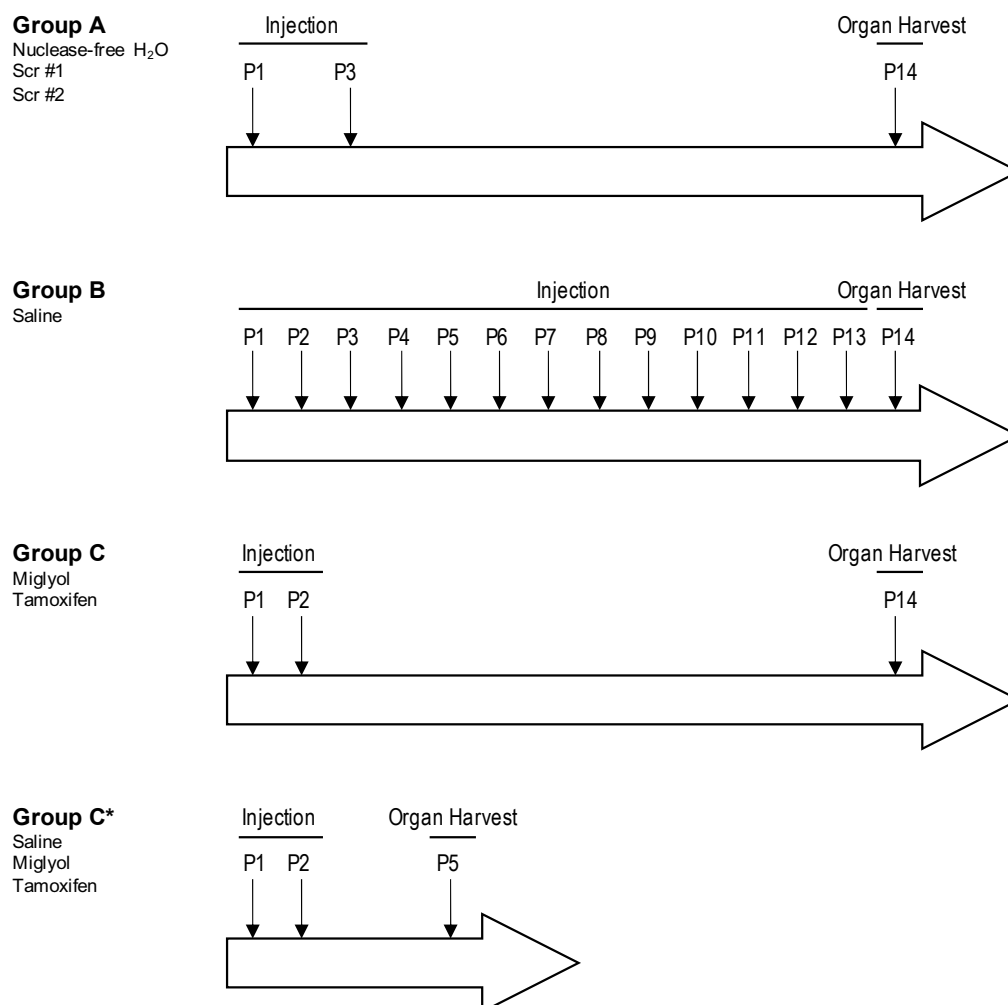 Group A Injection Organ Harvest
Nuclease-free H₂O
Scr #1 P1 P3 P14
Scr #2
Group B Injection Organ Harvest
Saline
P1 P2 P3 P4 P5 P6 P7 P8 P9 P10 P11 P12 P13 P14
Group C Injection Organ Harvest
Miglyol
Tamoxifen P1 P2 P14
Group C* Injection Organ Harvest
Saline
Miglyol P1 P2 P5
Tamoxifen